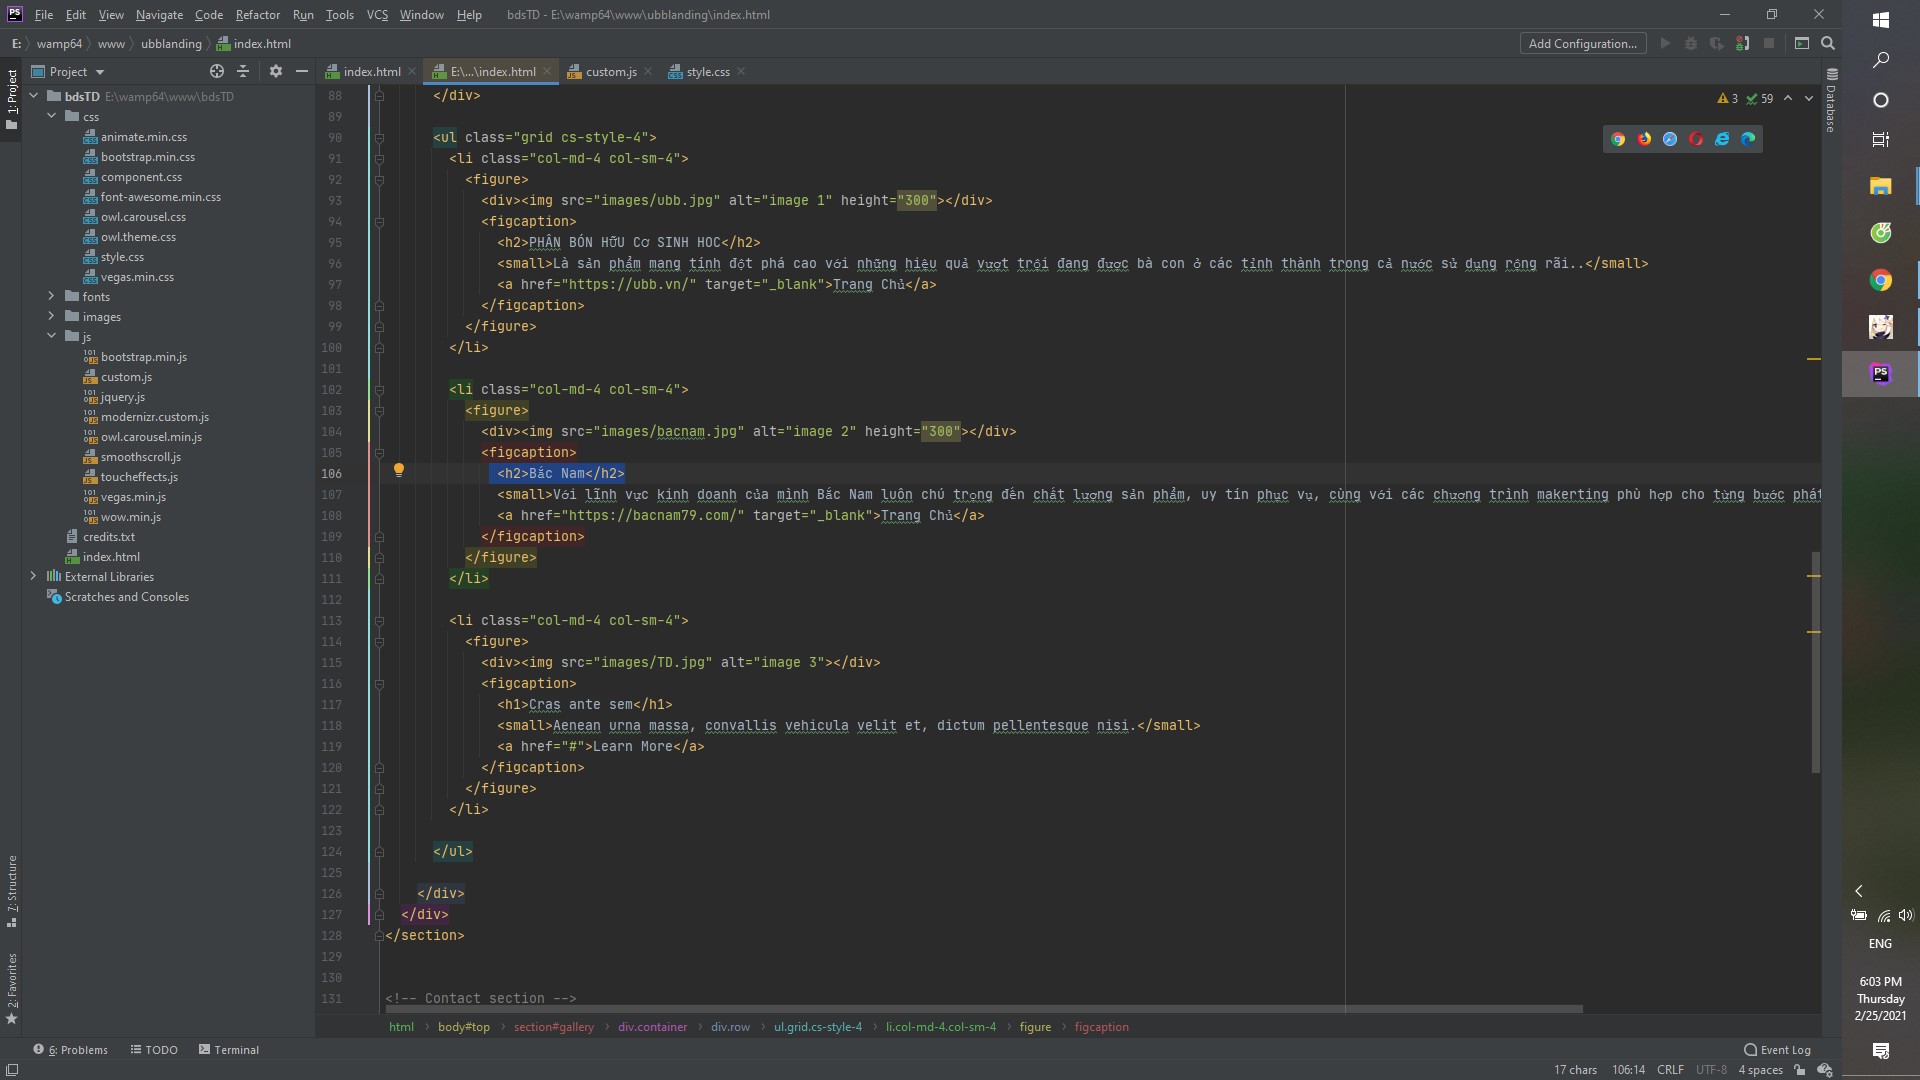 PS File Edit View Navigate Code Refactor Run Tools VCS Window Help bdsTD - E:\wamp64\www\ubblanding\index.html
E: wamp64 www ubblanding index.html Add Configuration...
1: Project
Project index.html E:\...\index.html custom.js style.css
bdsTD E:\wamp64\www\bdsTD
css
animate.min.css
bootstrap.min.css
component.css
font-awesome.min.css
owl.carousel.css
owl.theme.css
style.css
vegas.min.css
fonts
images
js
bootstrap.min.js
custom.js
jquery.js
modernizr.custom.js
owl.carousel.min.js
smoothscroll.js
toucheffects.js
vegas.min.js
wow.min.js
credits.txt
index.html
External Libraries
Scratches and Consoles
7: Structure
2: Favorites
3 59
Database
88 </div>
89
90 <ul class="grid cs-style-4">
91 <li class="col-md-4 col-sm-4">
92 <figure>
93 <div><img src="images/ubb.jpg" alt="image 1" height="300"></div>
94 <figcaption>
95 <h2>PHÂN BÓN HỮU Cơ SINH HOC</h2>
96 <small>Là sản phẩm mang tính đột phá cao với những hiệu quả vượt trội đang được bà con ở các tỉnh thành trong cả nước sử dụng rộng rãi..</small>
97 <a href="https://ubb.vn/" target="_blank">Trang Chủ</a>
98 </figcaption>
99 </figure>
100 </li>
101
102 <li class="col-md-4 col-sm-4">
103 <figure>
104 <div><img src="images/bacnam.jpg" alt="image 2" height="300"></div>
105 <figcaption>
106 <h2>Bắc Nam</h2>
107 <small>Với lĩnh vực kinh doanh của mình Bắc Nam luôn chú trọng đến chất lượng sản phẩm, uy tín phục vụ, cùng với các chương trình makerting phù hợp cho từng bước phát
108 <a href="https://bacnam79.com/" target="_blank">Trang Chủ</a>
109 </figcaption>
110 </figure>
111 </li>
112
113 <li class="col-md-4 col-sm-4">
114 <figure>
115 <div><img src="images/TD.jpg" alt="image 3"></div>
116 <figcaption>
117 <h1>Cras ante sem</h1>
118 <small>Aenean urna massa, convallis vehicula velit et, dictum pellentesque nisi.</small>
119 <a href="#">Learn More</a>
120 </figcaption>
121 </figure>
122 </li>
123
124 </ul>
125
126 </div>
127 </div>
128 </section>
129
130
131 <!-- Contact section -->
html body#top section#gallery div.container div.row ul.grid.cs-style-4 li.col-md-4.col-sm-4 figure figcaption
6: Problems TODO Terminal Event Log
17 chars 106:14 CRLF UTF-8 4 spaces
PS
ENG
6:03 PM
Thursday
2/25/2021